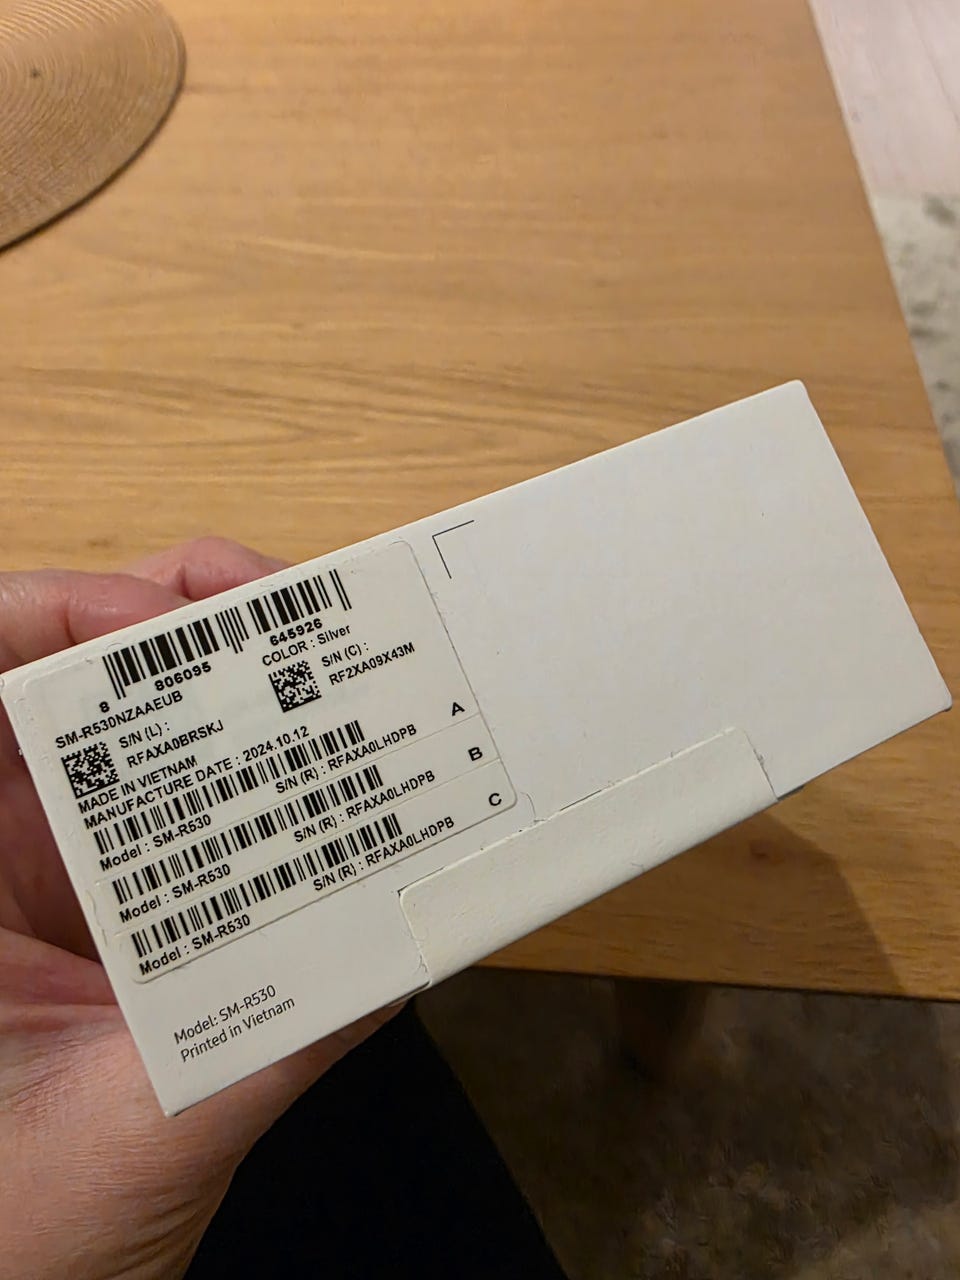 8 806095 645926
SM-R530NZAAEUB COLOR : Silver
S/N (L) :
RFAXA0BRSKJ
S/N (C) :
RF2XA09X43M
MADE IN VIETNAM
MANUFACTURE DATE : 2024.10.12
A
Model : SM-R530 S/N (R) : RFAXA0LHDPB
B
Model : SM-R530 S/N (R) : RFAXA0LHDPB
C
Model : SM-R530 S/N (R) : RFAXA0LHDPB
Model: SM-R530
Printed in Vietnam